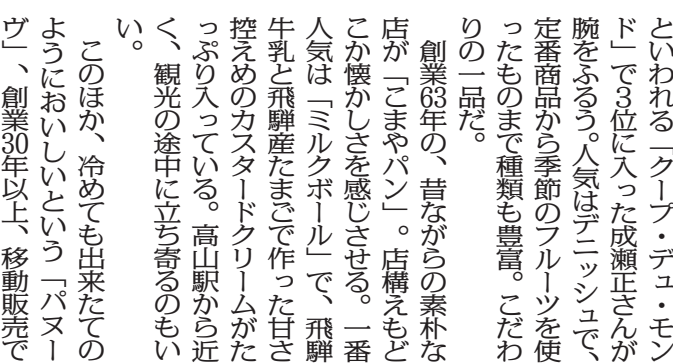 といわれる「クープ・デュ・モン
ド」で３位に入った成瀬正さんが
腕をふるう。人気はデニッシュで、
定番商品から季節のフルーツを使
ったものまで種類も豊富。こだわ
りの一品だ。
　創業63年の、昔ながらの素朴な
店が「こまやパン」。店構えもど
こか懐かしさを感じさせる。一番
人気は「ミルクボール」で、飛騨
牛乳と飛騨産たまごで作った甘さ
控えめのカスタードクリームがた
っぷり入っている。高山駅から近
く、観光の途中に立ち寄るのもい
い。
　このほか、冷めても出来たての
ようにおいしいという「パヌー
ヴ」、創業30年以上、移動販売で